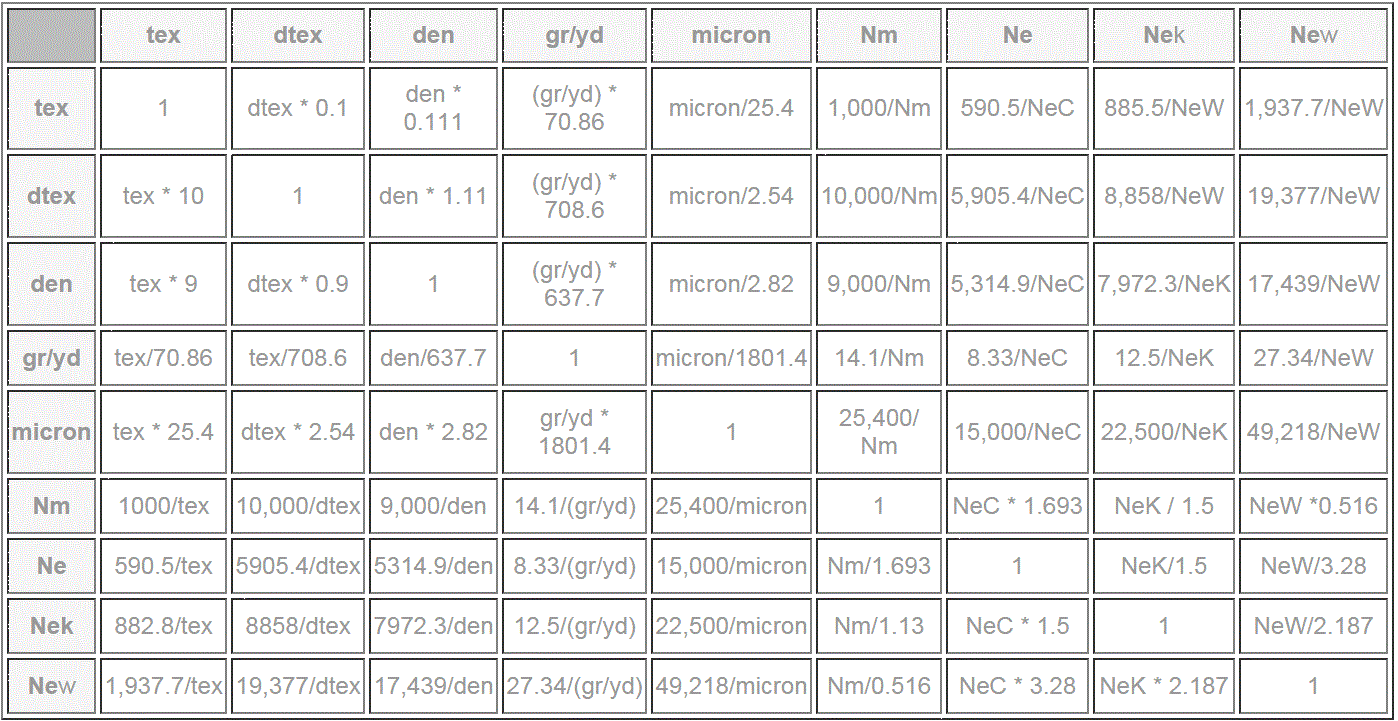 tex dtex den gr/yd micron Nm Ne Nek New
tex 1 dtex * 0.1 den * 0.111 (gr/yd) * 70.86 micron/25.4 1,000/Nm 590.5/NeC 885.5/NeW 1,937.7/NeW
dtex tex * 10 1 den * 1.11 (gr/yd) * 708.6 micron/2.54 10,000/Nm 5,905.4/NeC 8,858/NeW 19,377/NeW
den tex * 9 dtex * 0.9 1 (gr/yd) * 637.7 micron/2.82 9,000/Nm 5,314.9/NeC 7,972.3/NeK 17,439/NeW
gr/yd tex/70.86 tex/708.6 den/637.7 1 micron/1801.4 14.1/Nm 8.33/NeC 12.5/NeK 27.34/NeW
micron tex * 25.4 dtex * 2.54 den * 2.82 gr/yd * 1801.4 1 25,400/ Nm 15,000/NeC 22,500/NeK 49,218/NeW
Nm 1000/tex 10,000/dtex 9,000/den 14.1/(gr/yd) 25,400/micron 1 NeC * 1.693 NeK / 1.5 NeW *0.516
Ne 590.5/tex 5905.4/dtex 5314.9/den 8.33/(gr/yd) 15,000/micron Nm/1.693 1 NeK/1.5 NeW/3.28
Nek 882.8/tex 8858/dtex 7972.3/den 12.5/(gr/yd) 22,500/micron Nm/1.13 NeC * 1.5 1 NeW/2.187
New 1,937.7/tex 19,377/dtex 17,439/den 27.34/(gr/yd) 49,218/micron Nm/0.516 NeC * 3.28 NeK * 2.187 1